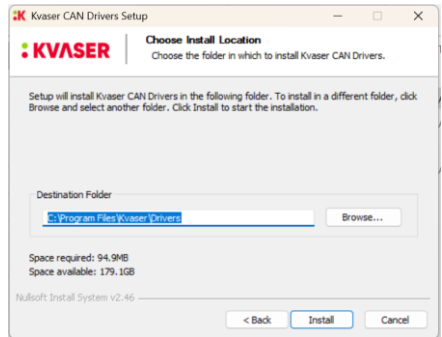 Kvaser CAN Drivers Setup
KVASER
Choose Install Location
Choose the folder in which to install Kvaser CAN Drivers.
Setup will install Kvaser CAN Drivers in the following folder. To install in a different folder, click
Browse and select another folder. Click Install to start the installation.
Destination Folder
C:\Program Files\Kvaser\Drivers
Browse...
Space required: 94.9MB
Space available: 179.1GB
Nullsoft Install System v2.46
< Back
Install
Cancel